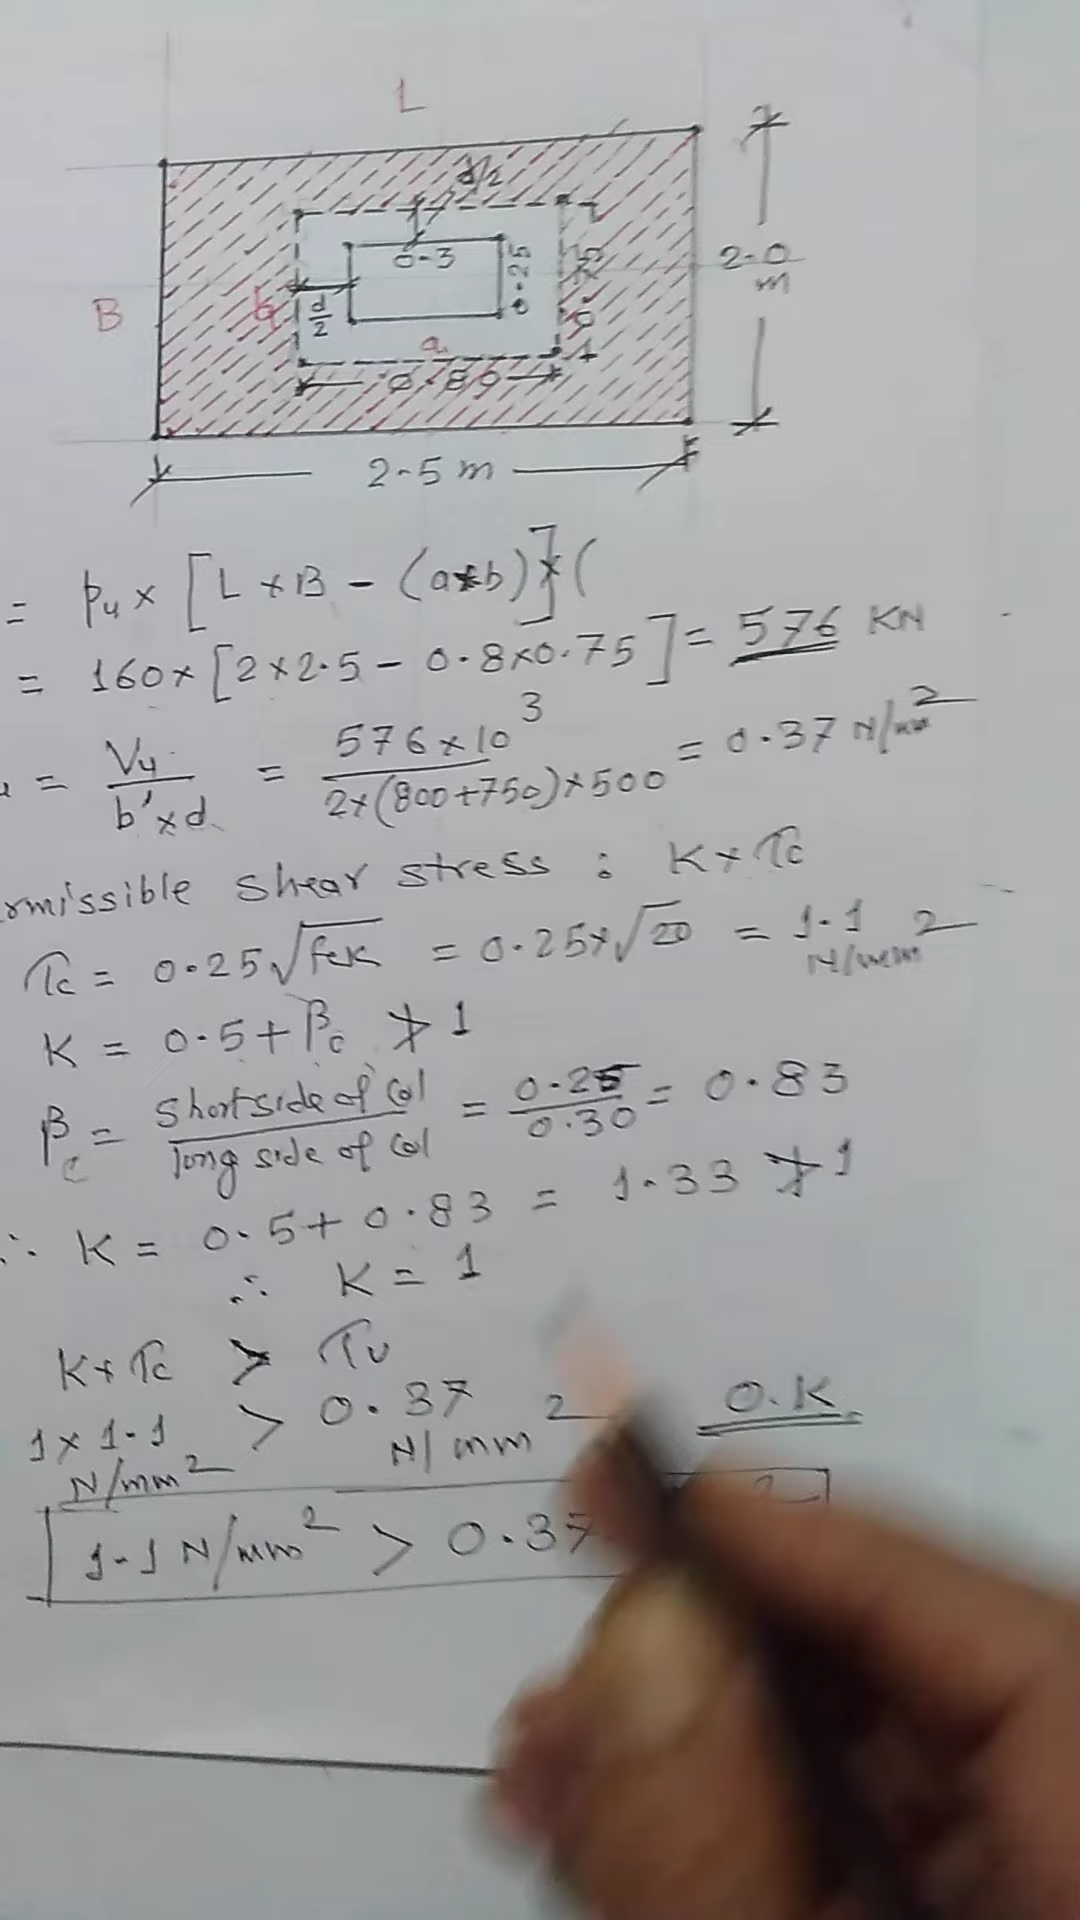 L
d/2
0.3
0.25
0.75
2.0
m
B
b
d/2
a
0.80
2.5 m
= Pu × [L × B − (a*b)]×(
= 160 × [2 × 2.5 − 0.8×0.75] = 576 KN
= Vu / b'×d = 576 × 10³ / 2×(800+750)×500 = 0.37 N/mm²
rmissible shear stress : K × τc
τc = 0.25√fck = 0.25×√20 = 1.1 N/mm²
K = 0.5 + βc ≯ 1
βc = Short side of Col / long side of Col = 0.25 / 0.30 = 0.83
∴ K = 0.5 + 0.83 = 1.33 ≯ 1
∴ K = 1
K × τc > τv
1 × 1.1 N/mm² > 0.37 N/mm² O.K.
1.1 N/mm² > 0.37